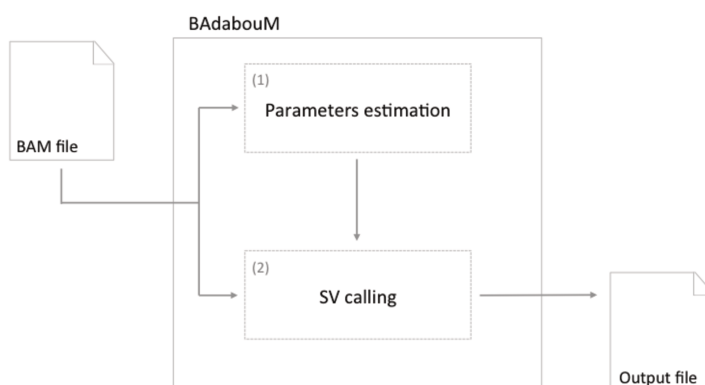 BAdabouM
(1)
Parameters estimation
BAM file
(2)
SV calling
Output file